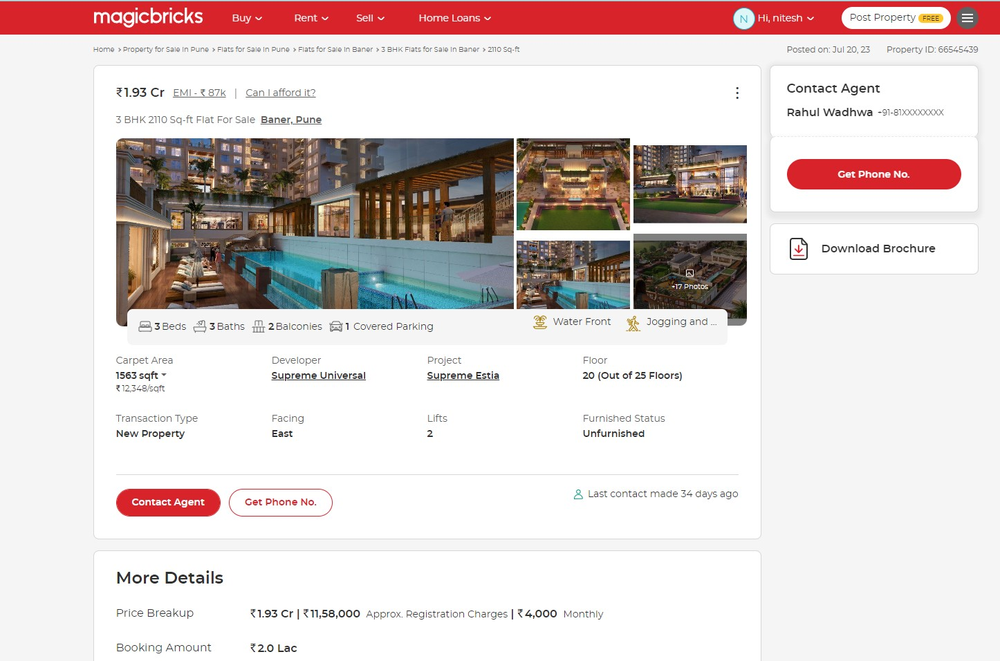 magicbricks
Buy
Rent
Sell
Home Loans
N
Hi, nitesh
Post Property FREE
Home > Property for Sale in Pune > Flats for Sale in Pune > Flats for Sale in Baner > 3 BHK Flats for Sale in Baner > 2110 Sq-ft
Posted on: Jul 20, 23
Property ID: 66545439
₹1.93 Cr EMI - ₹ 87k | Can I afford it?
3 BHK 2110 Sq-ft Flat For Sale Baner, Pune
+17 Photos
3 Beds 3 Baths 2 Balconies 1 Covered Parking
Water Front
Jogging and ...
Carpet Area
1563 sqft
₹12,348/sqft
Developer
Supreme Universal
Project
Supreme Estia
Floor
20 (Out of 25 Floors)
Transaction Type
New Property
Facing
East
Lifts
2
Furnished Status
Unfurnished
Contact Agent
Get Phone No.
Last contact made 34 days ago
Contact Agent
Rahul Wadhwa +91-81XXXXXXXX
Get Phone No.
Download Brochure
More Details
Price Breakup ₹1.93 Cr | ₹11,58,000 Approx. Registration Charges | ₹4,000 Monthly
Booking Amount ₹2.0 Lac